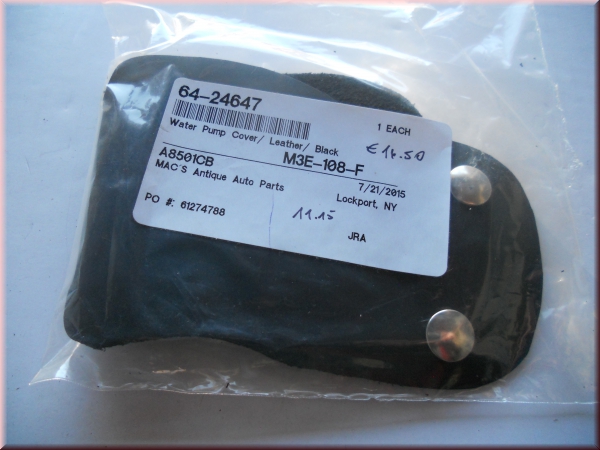 64-24647
1 EACH
Water Pump Cover/ Leather/ Black
€ 16.50
A8501CB M3E-108-F
7/21/2015
MAC'S Antique Auto Parts
Lockport, NY
PO #: 61274788
11.15
JRA